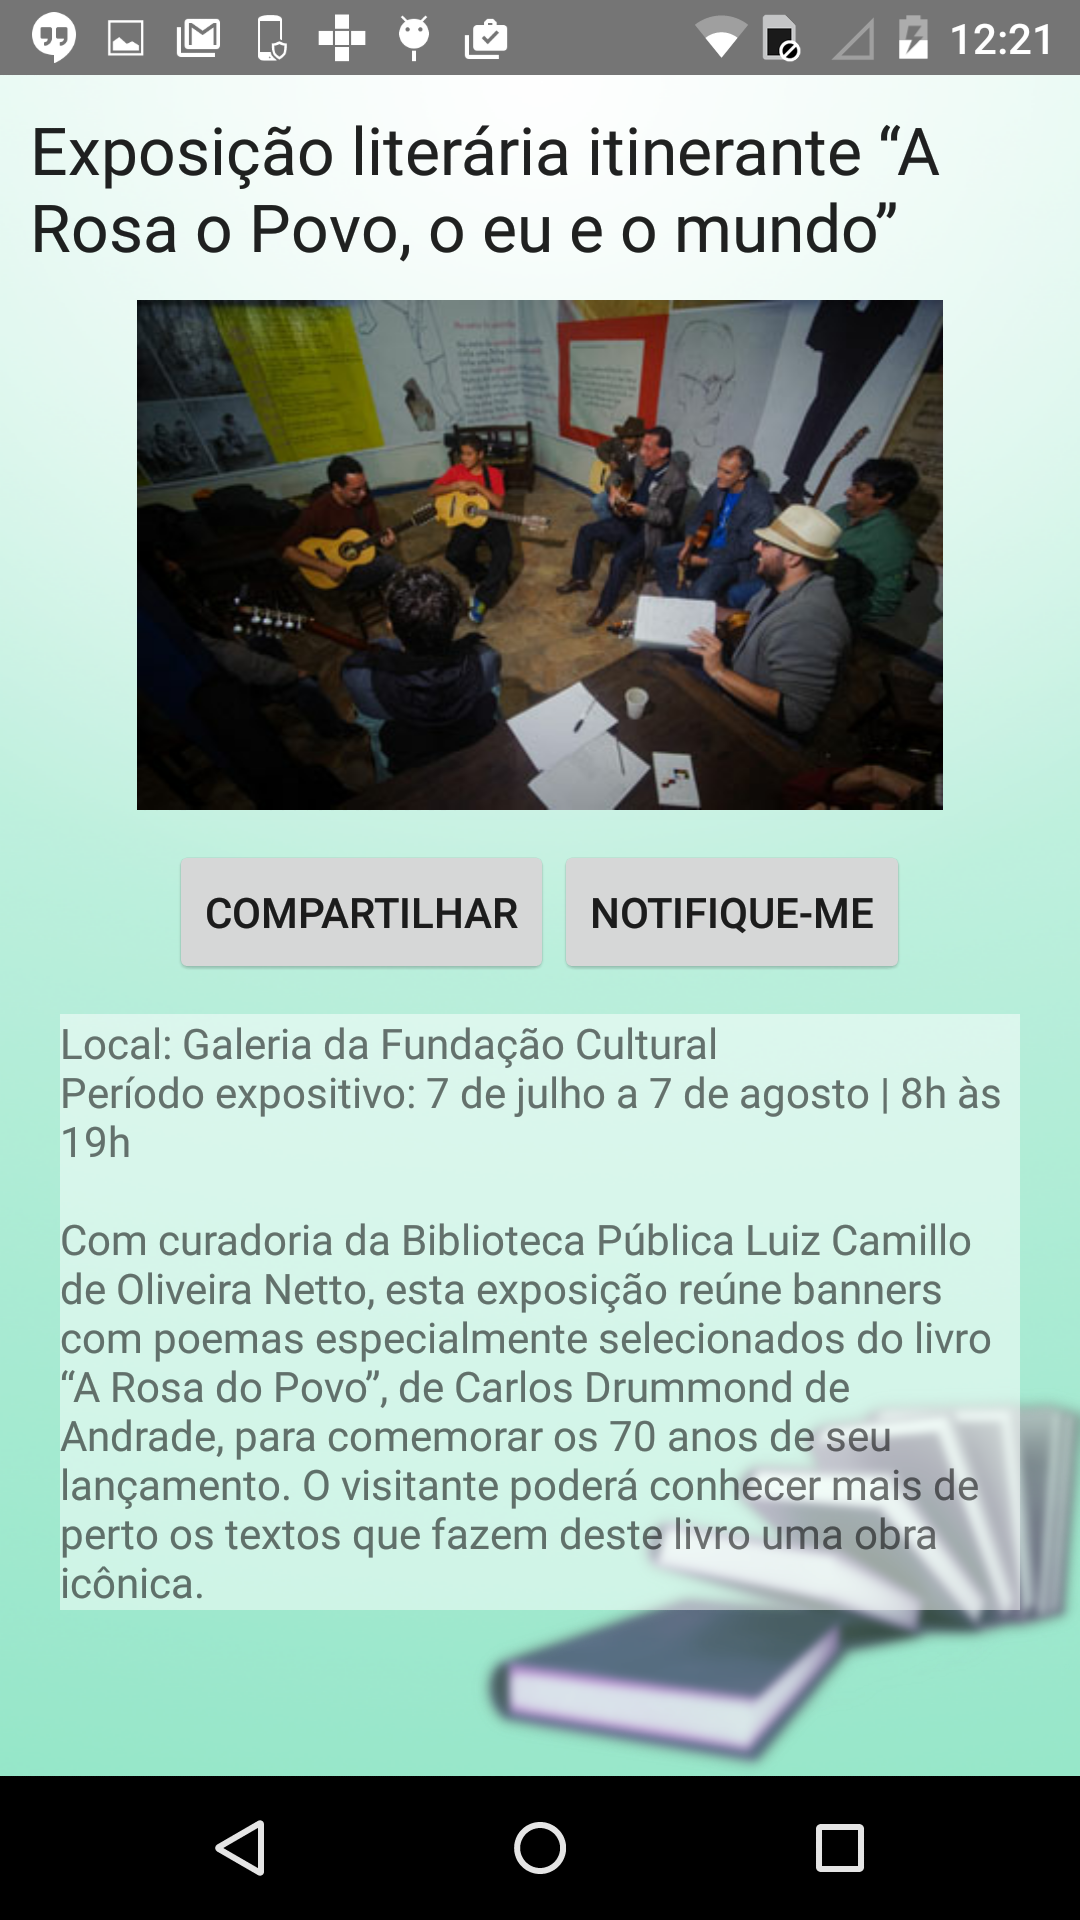 12:21
Exposição literária itinerante “A
Rosa o Povo, o eu e o mundo”
COMPARTILHAR
NOTIFIQUE-ME
Local: Galeria da Fundação Cultural
Período expositivo: 7 de julho a 7 de agosto | 8h às
19h
Com curadoria da Biblioteca Pública Luiz Camillo
de Oliveira Netto, esta exposição reúne banners
com poemas especialmente selecionados do livro
“A Rosa do Povo”, de Carlos Drummond de
Andrade, para comemorar os 70 anos de seu
lançamento. O visitante poderá conhecer mais de
perto os textos que fazem deste livro uma obra
icônica.